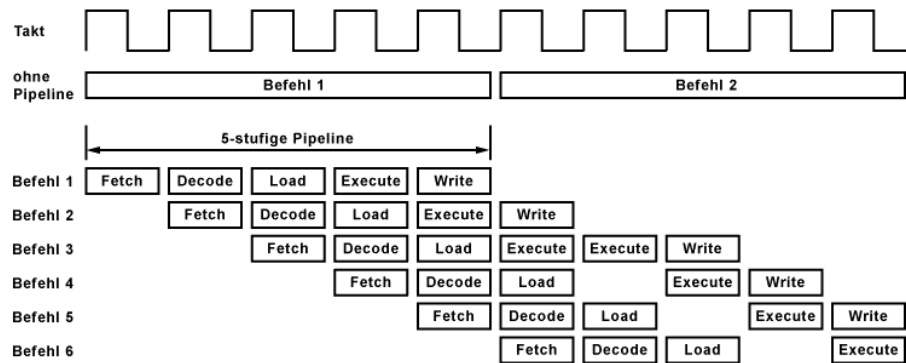 Takt
ohne
Pipeline
Befehl 1 Befehl 2
5-stufige Pipeline
Befehl 1 Fetch Decode Load Execute Write
Befehl 2 Fetch Decode Load Execute Write
Befehl 3 Fetch Decode Load Execute Execute Write
Befehl 4 Fetch Decode Load Execute Write
Befehl 5 Fetch Decode Load Execute Write
Befehl 6 Fetch Decode Load Execute